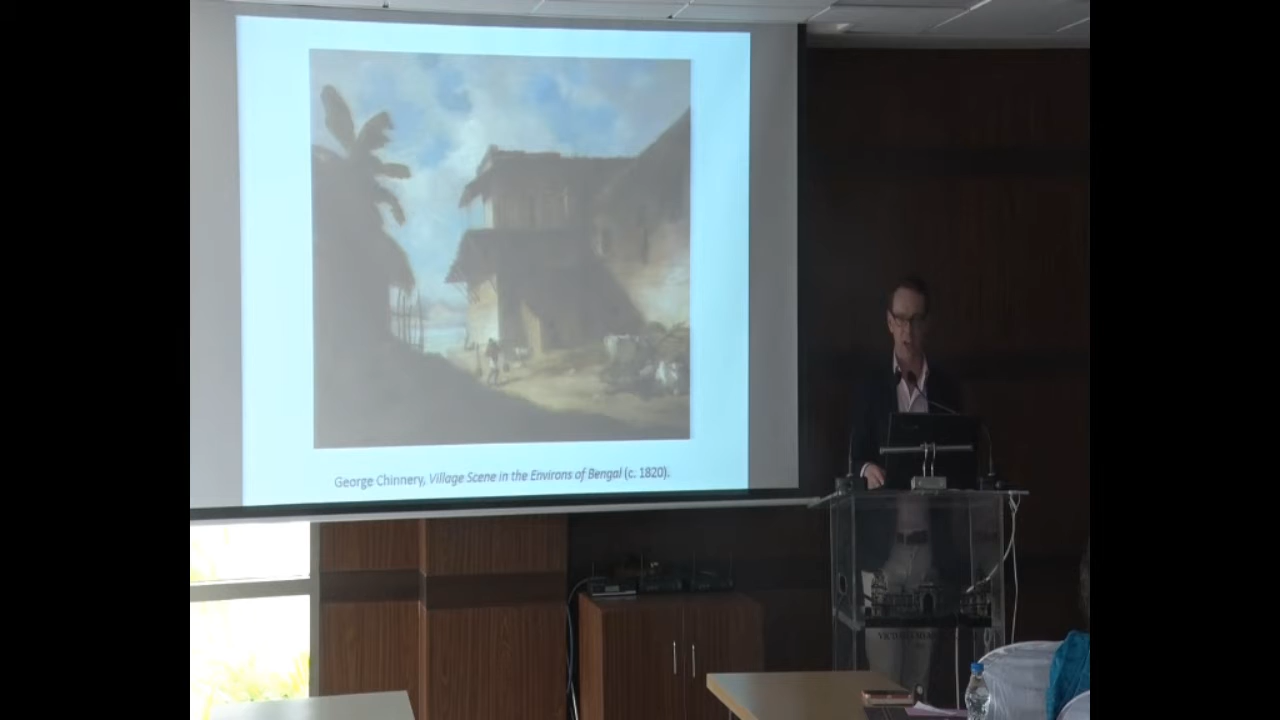 George Chinnery, Village Scene in the Environs of Bengal (c. 1820).